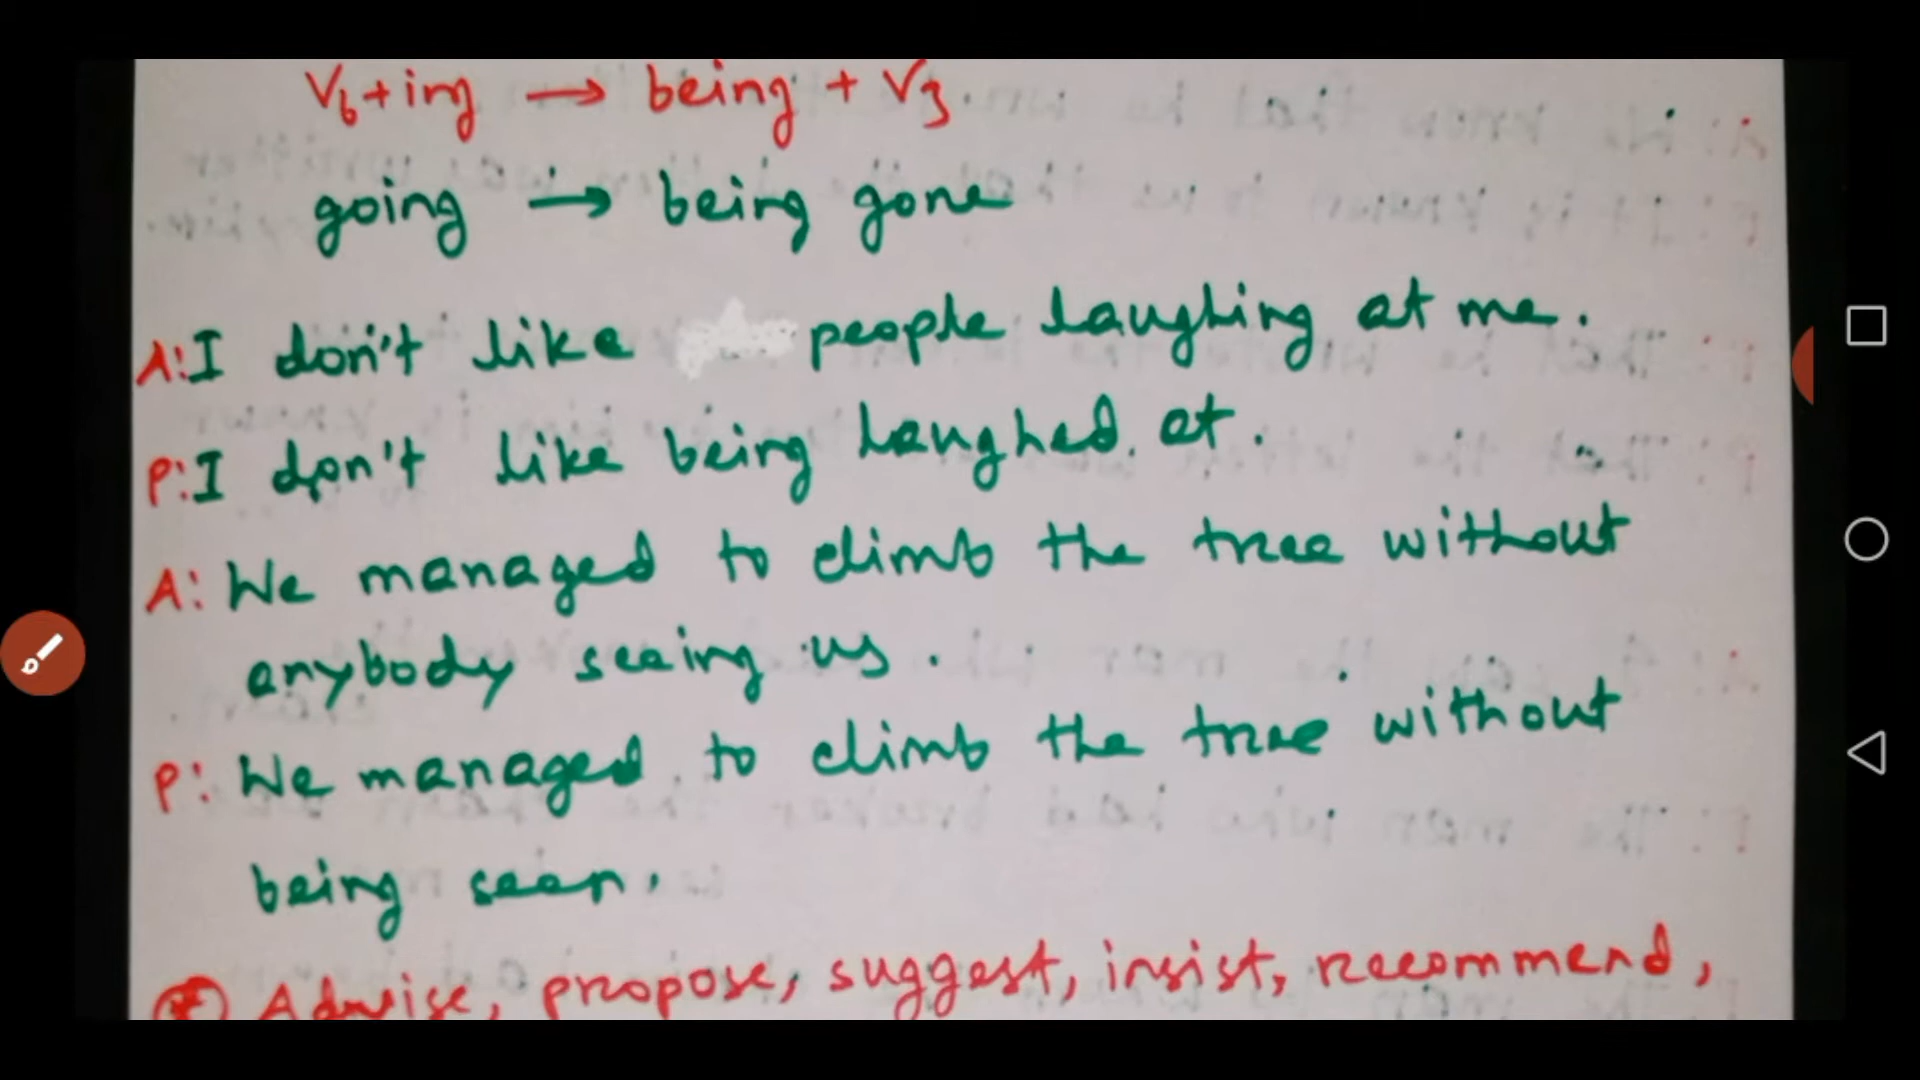 V₆+ing → being + V3
going → being gone
A: I don't like people laughing at me.
P: I don't like being laughed at.
A: We managed to climb the tree without
anybody seeing us.
P: We managed to climb the tree without
being seen.
Advise, propose, suggest, insist, recommend,